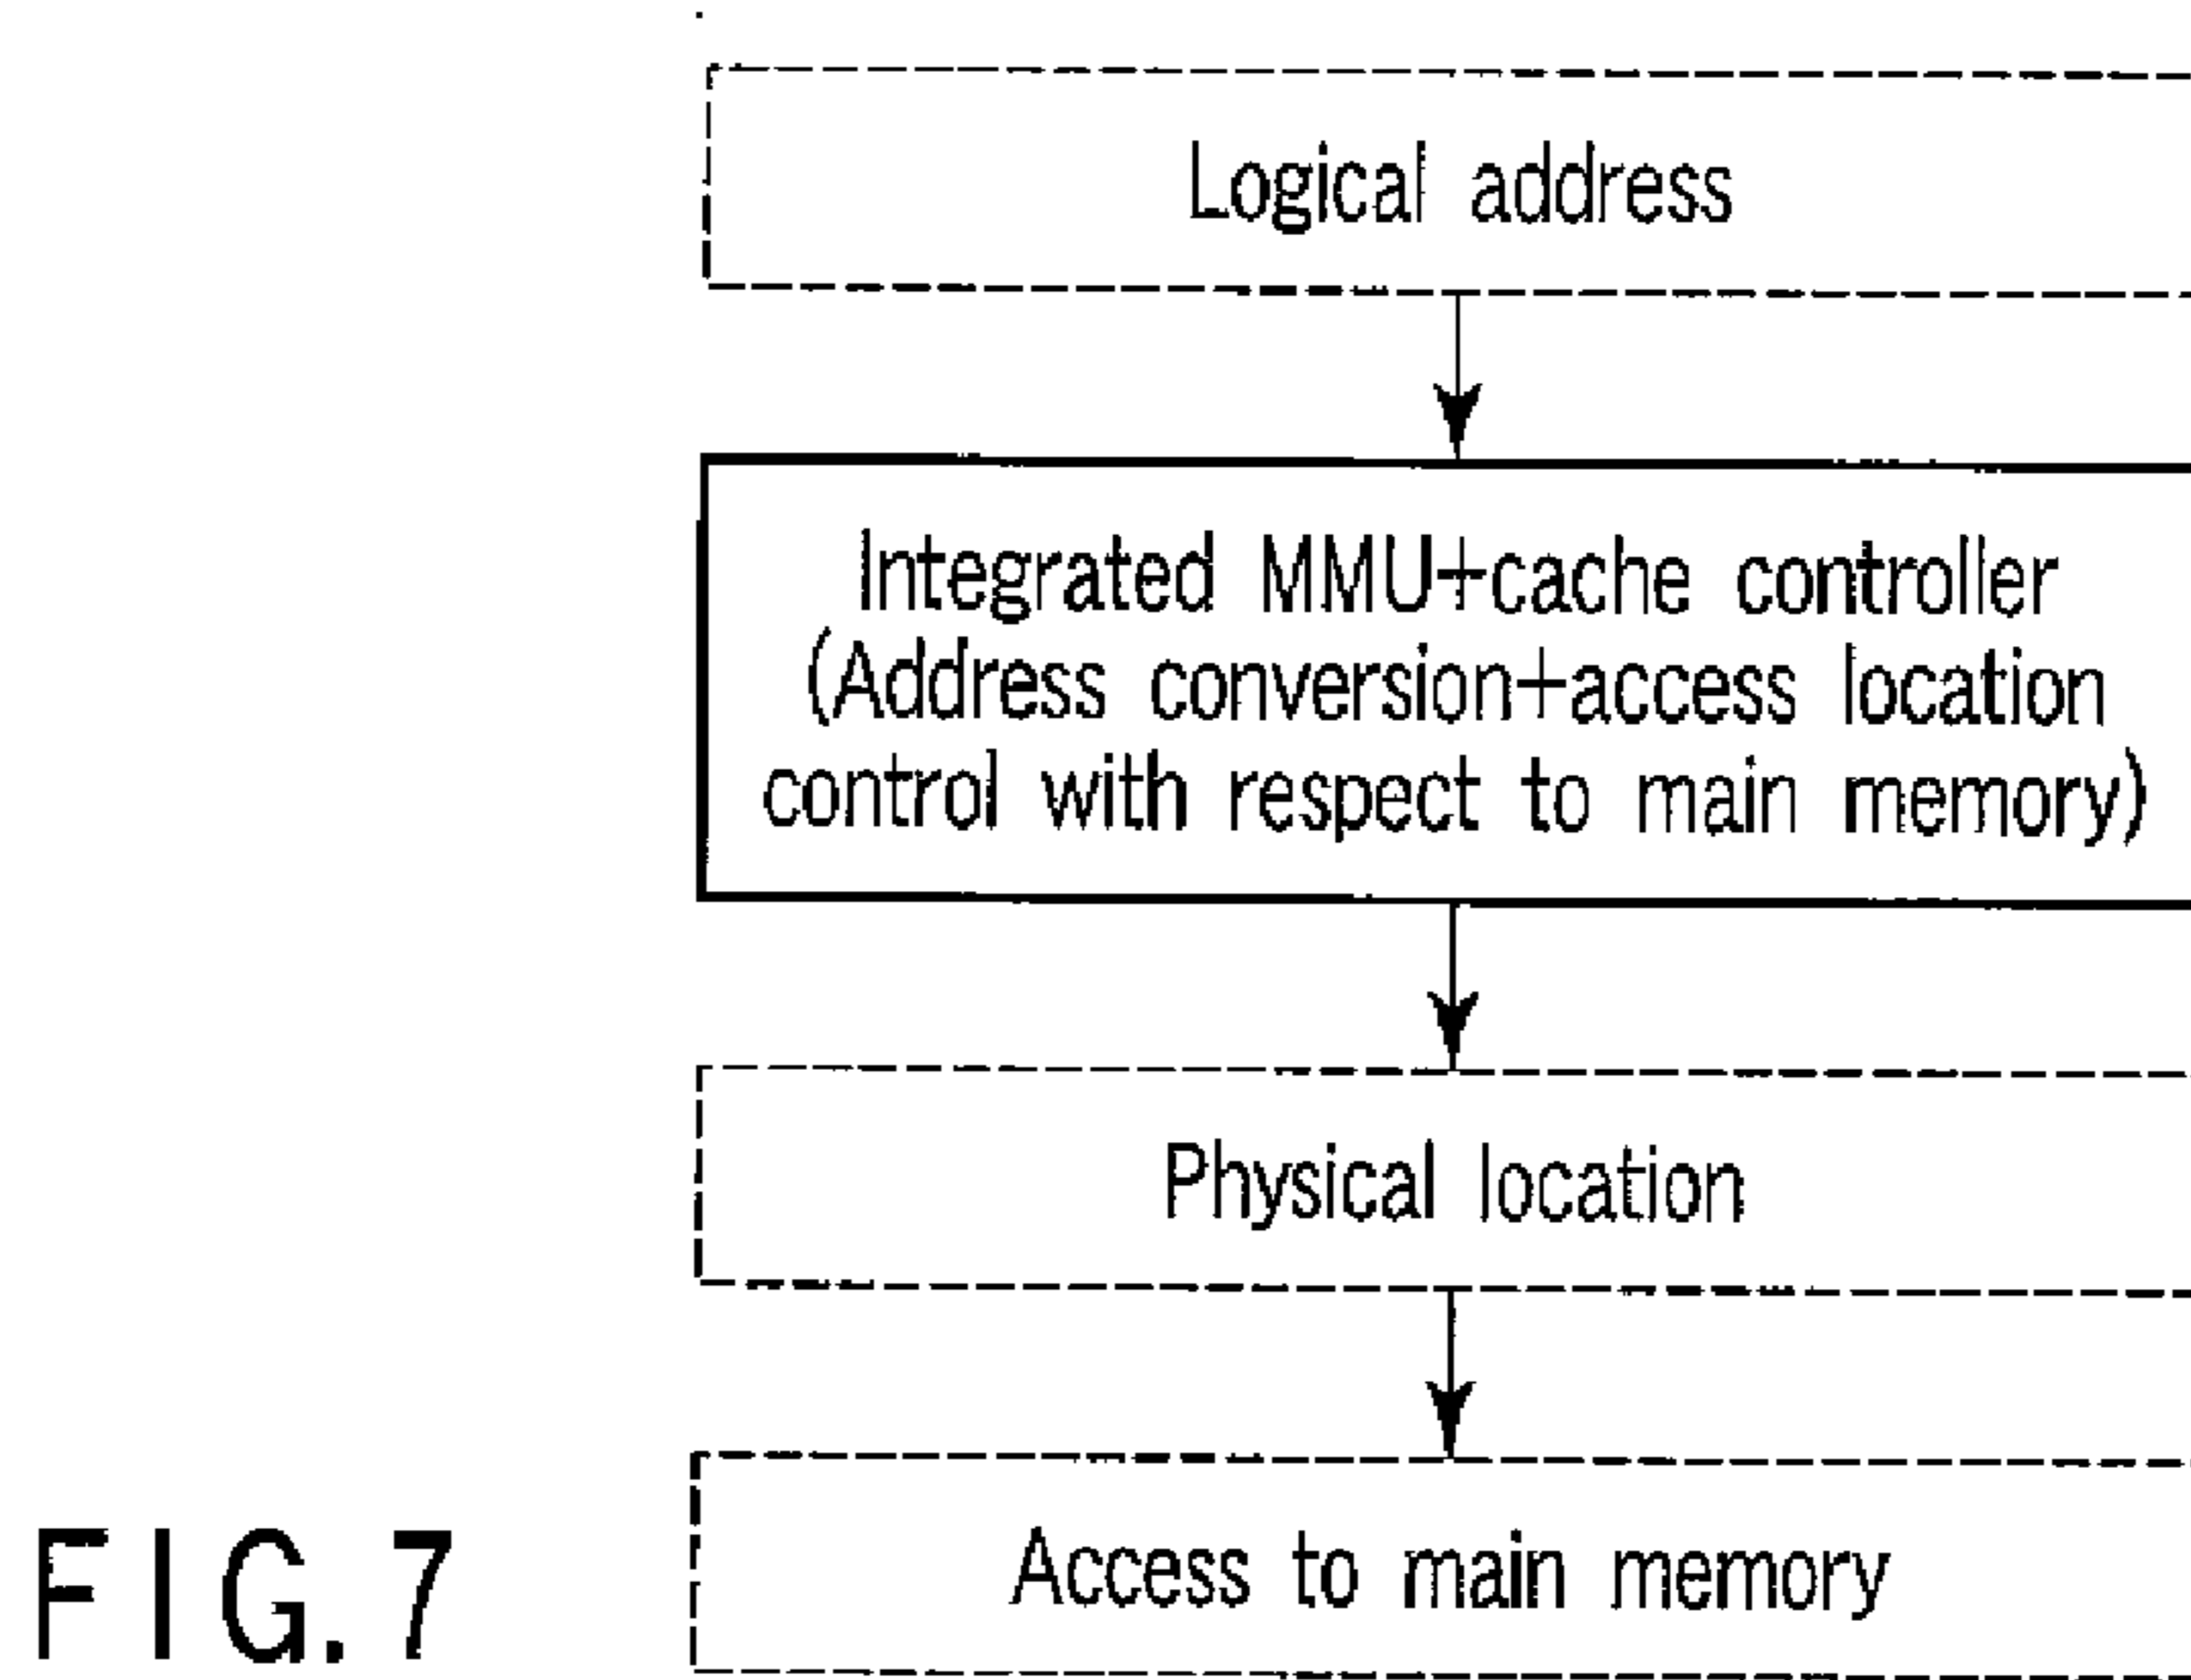 Logical address
Integrated MMU+cache controller
(Address conversion+access location
control with respect to main memory)
Physical location
Access to main memory
FIG. 7